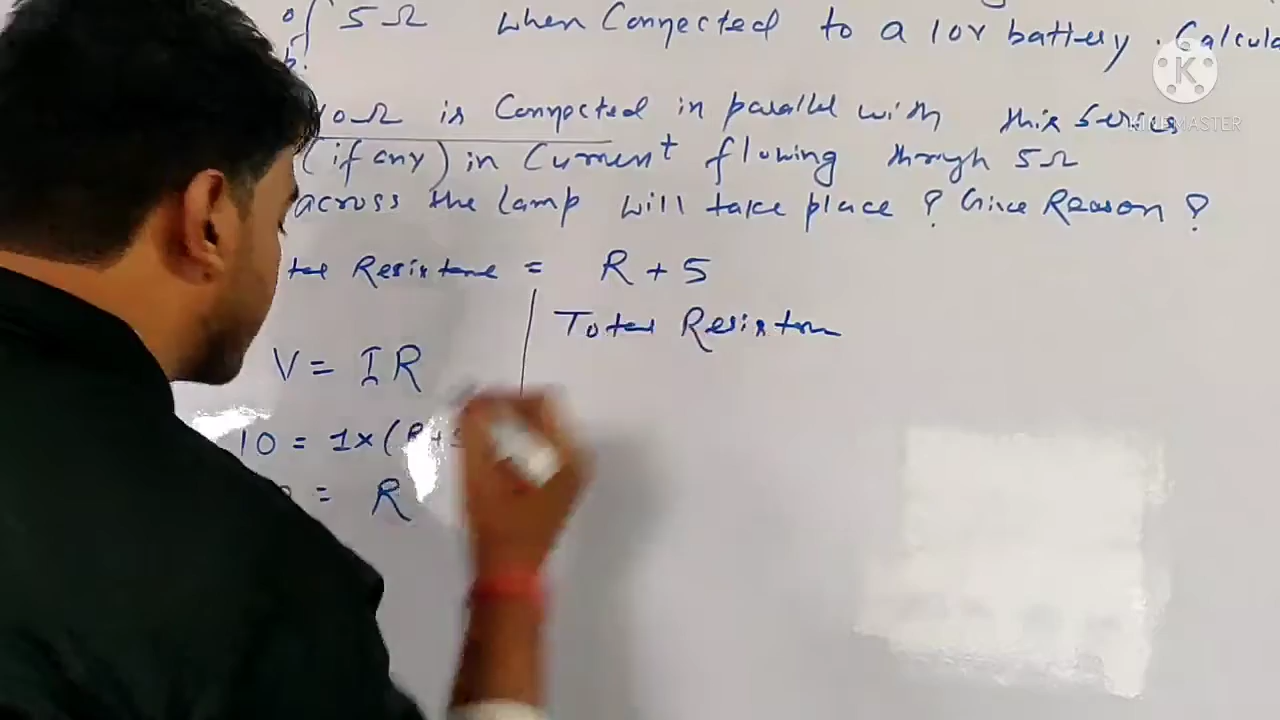 of 5Ω when Connected to a 10v battery. Calcula
10Ω is Connected in parallel with this Series
(if any) in Current flowing through 5Ω
across the Lamp will take place? Give Reason?
Resistance = R + 5
Total Resistan
V = IR
10 = 1×(R+5
= R
K
KINEMASTER